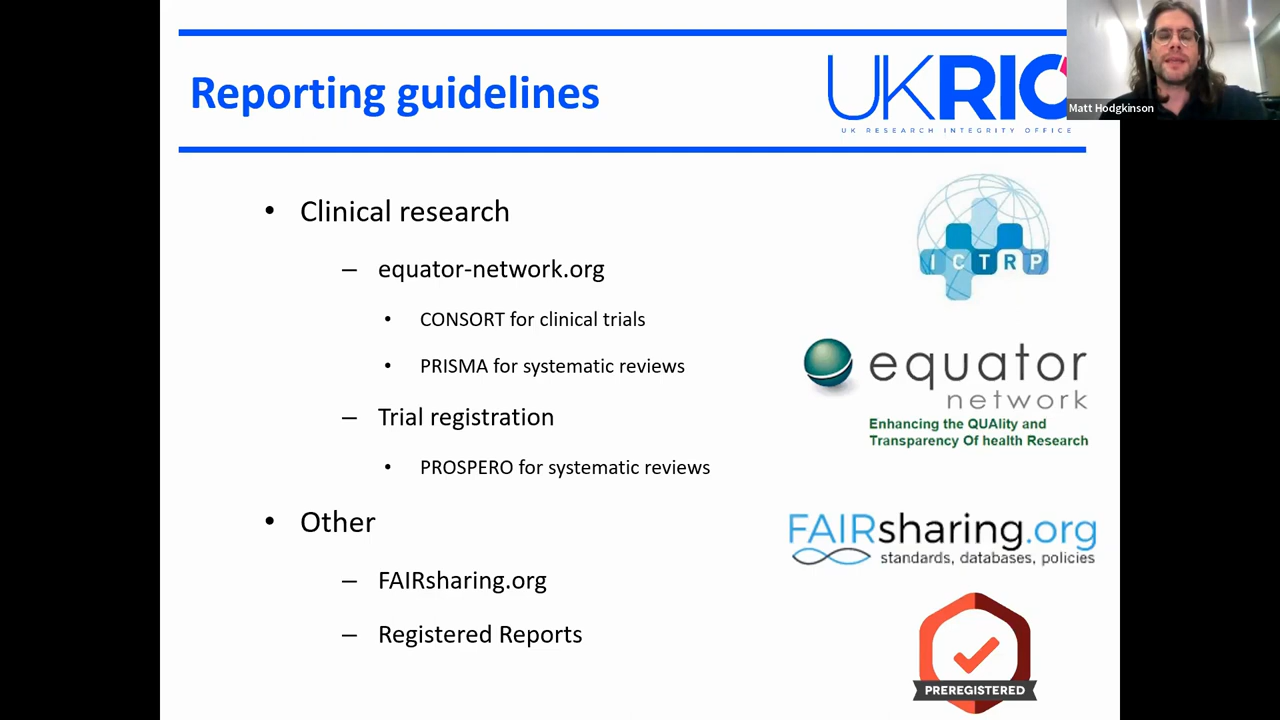 Reporting guidelines
UKRIO
UK RESEARCH INTEGRITY OFFICE
Matt Hodgkinson
• Clinical research
– equator-network.org
• CONSORT for clinical trials
• PRISMA for systematic reviews
– Trial registration
• PROSPERO for systematic reviews
• Other
– FAIRsharing.org
– Registered Reports
ICTRP
equator
network
Enhancing the QUAlity and
Transparency Of health Research
FAIRsharing.org
standards, databases, policies
PREREGISTERED